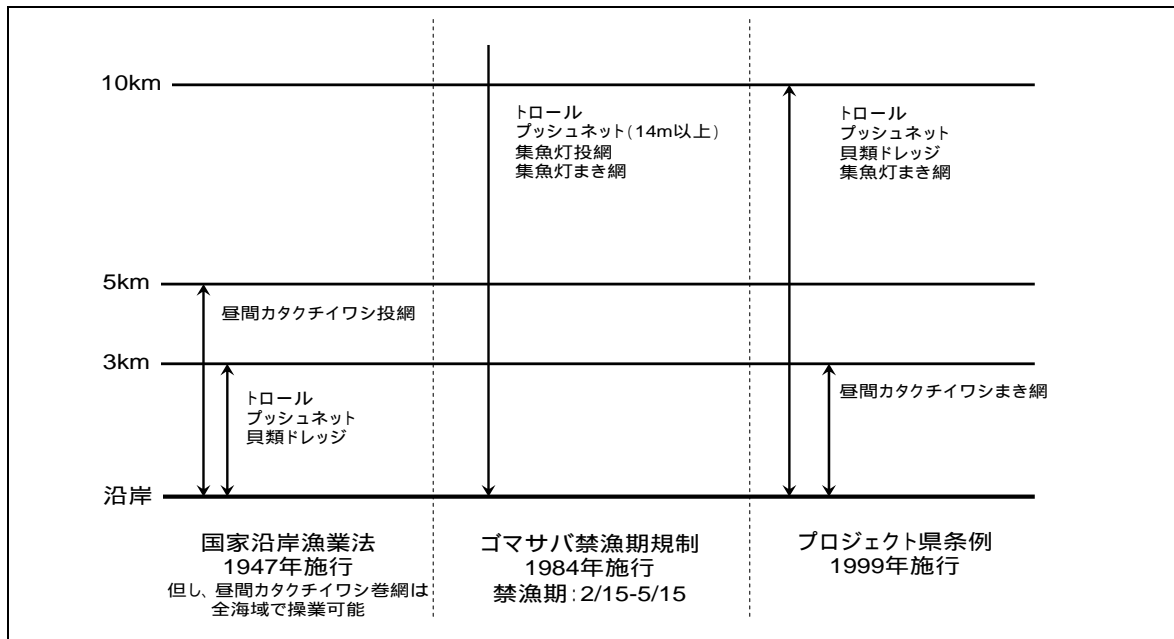 10km
トロール
プッシュネット(14m以上)
集魚灯投網
集魚灯まき網
トロール
プッシュネット
貝類ドレッジ
集魚灯まき網
5km
昼間カタクチイワシ投網
3km
トロール
プッシュネット
貝類ドレッジ
昼間カタクチイワシまき網
沿岸
国家沿岸漁業法
1947年施行
但し、昼間カタクチイワシ巻網は
全海域で操業可能
ゴマサバ禁漁期規制
1984年施行
禁漁期:2/15-5/15
プロジェクト県条例
1999年施行